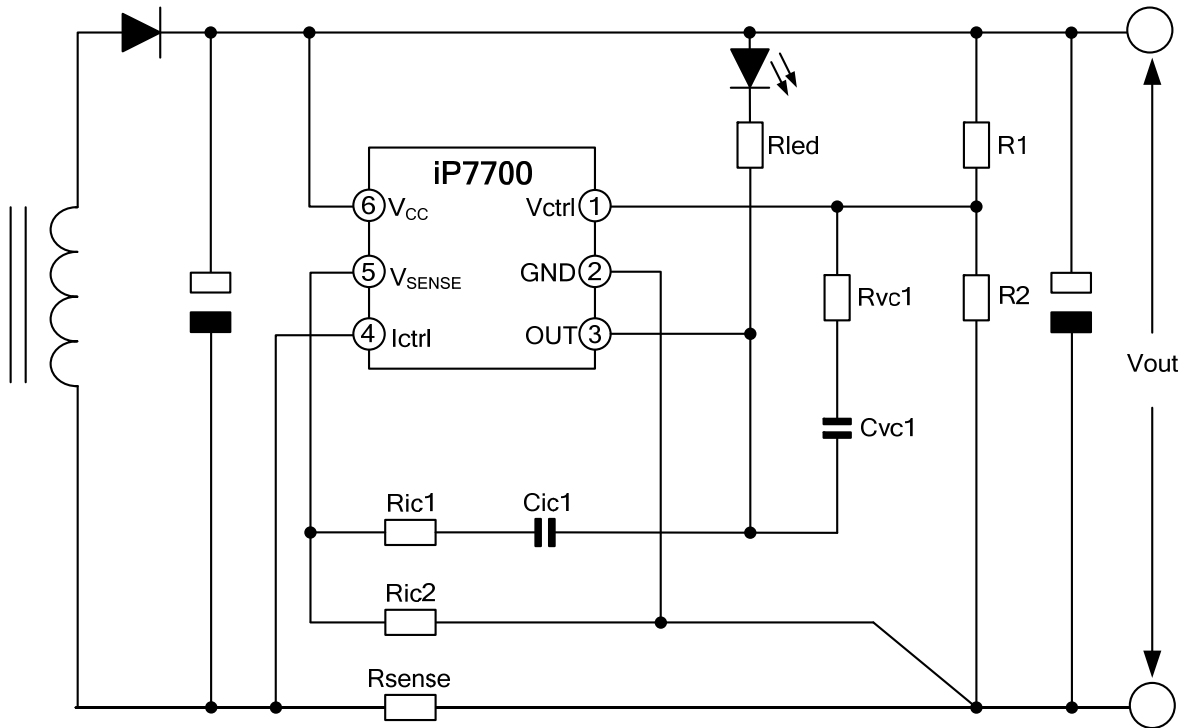 Rled
R1
iP7700
6
VCC
Vctrl
1
5
VSENSE
GND
2
Rvc1
R2
4
Ictrl
OUT
3
Vout
Cvc1
Ric1
Cic1
Ric2
Rsense